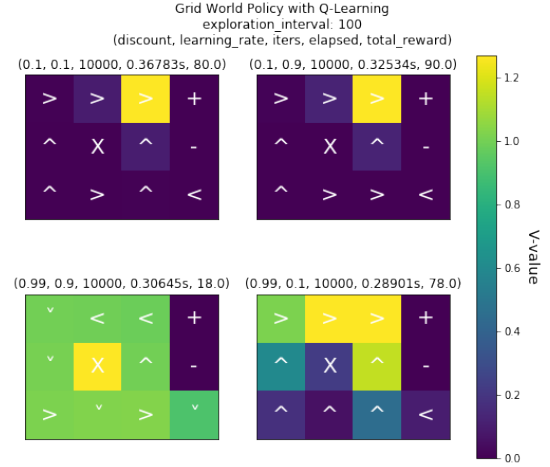 Grid World Policy with Q-Learning
exploration_interval: 100
(discount, learning_rate, iters, elapsed, total_reward)
(0.1, 0.1, 10000, 0.36783s, 80.0)
> > > +
^ X ^ -
^ > ^ <
(0.1, 0.9, 10000, 0.32534s, 90.0)
> > > +
^ X ^ -
^ > > <
(0.99, 0.9, 10000, 0.30645s, 18.0)
ˇ < < +
ˇ X ^ -
> ˇ > ˇ
(0.99, 0.1, 10000, 0.28901s, 78.0)
> > > +
^ X ^ -
^ ^ ^ <
1.2
1.0
0.8
0.6
0.4
0.2
0.0
V-value